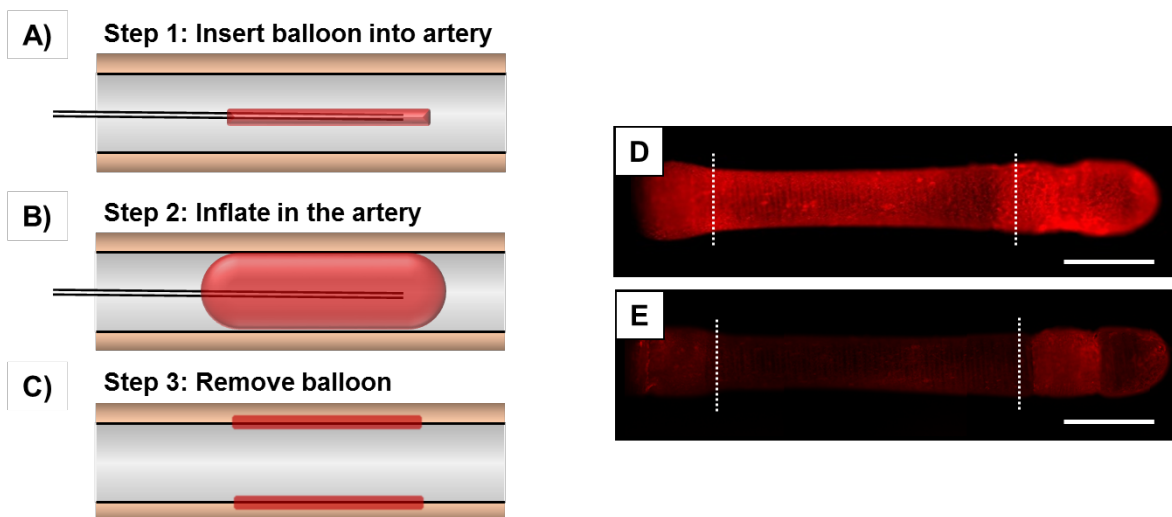 A)
Step 1: Insert balloon into artery
B)
Step 2: Inflate in the artery
C)
Step 3: Remove balloon
D
E